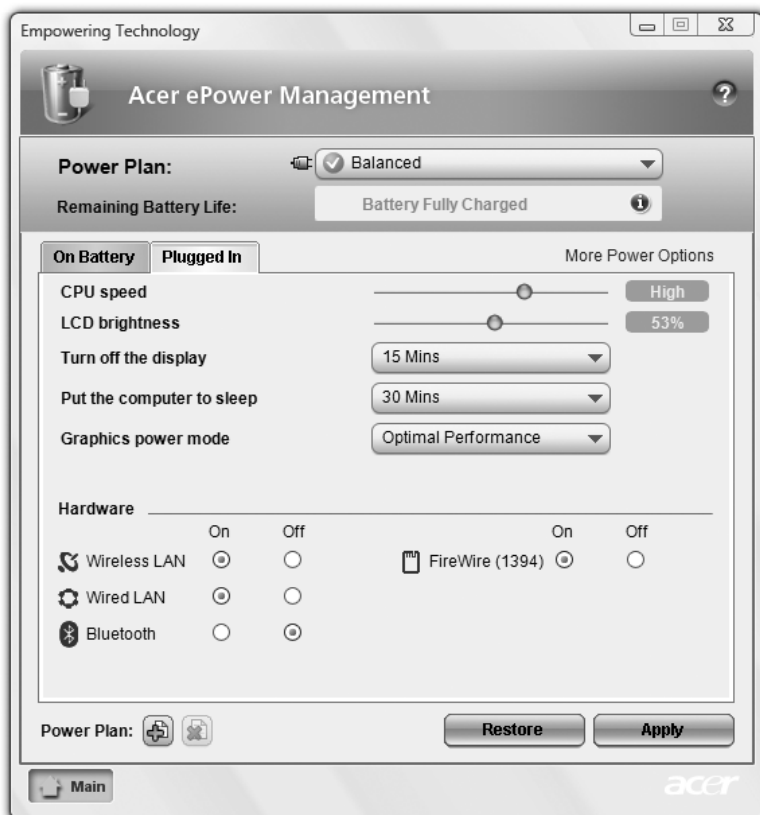 Empowering Technology
Acer ePower Management
?
Power Plan: Balanced
Remaining Battery Life: Battery Fully Charged
On Battery Plugged In More Power Options
CPU speed High
LCD brightness 53%
Turn off the display 15 Mins
Put the computer to sleep 30 Mins
Graphics power mode Optimal Performance
Hardware
On Off On Off
Wireless LAN FireWire (1394)
Wired LAN
Bluetooth
Power Plan: Restore Apply
Main acer